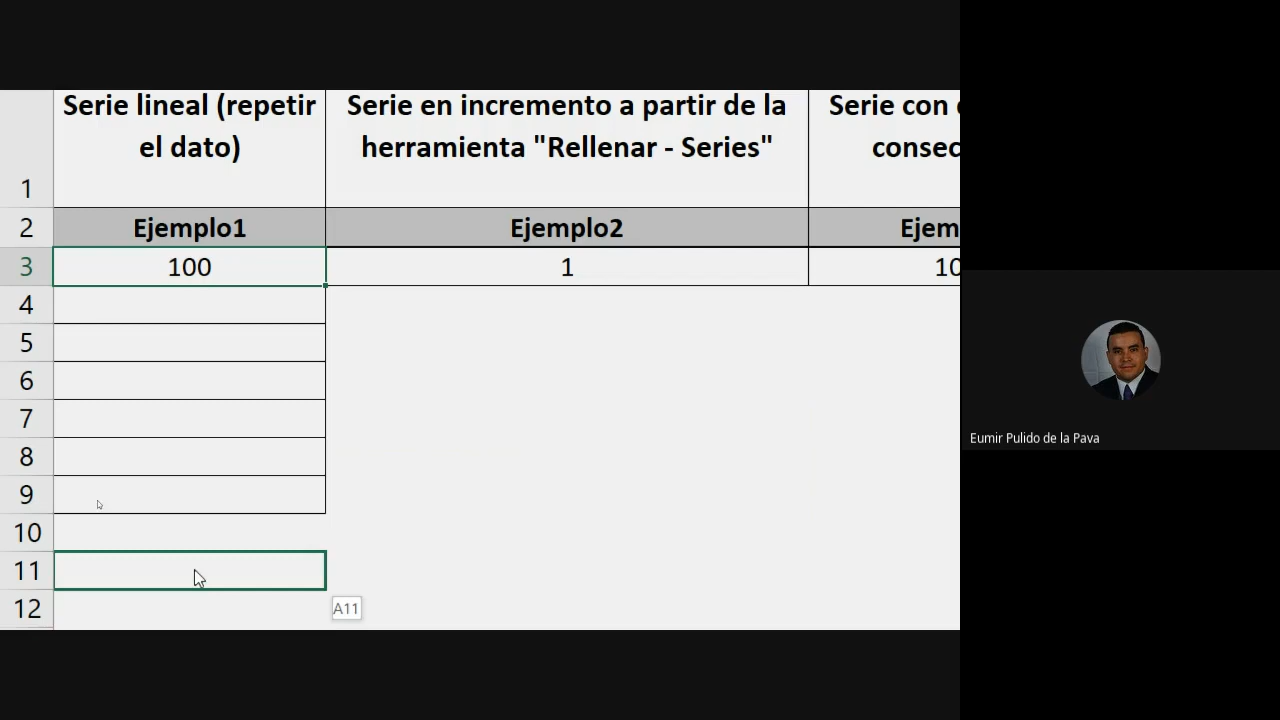 Serie lineal (repetir
el dato)
Serie en incremento a partir de la
herramienta "Rellenar - Series"
Serie con
consec
1
2 Ejemplo1 Ejemplo2 Ejem
3 100 1 10
4
5
6
7
8
9
10
11
12
A11
Eumir Pulido de la Pava